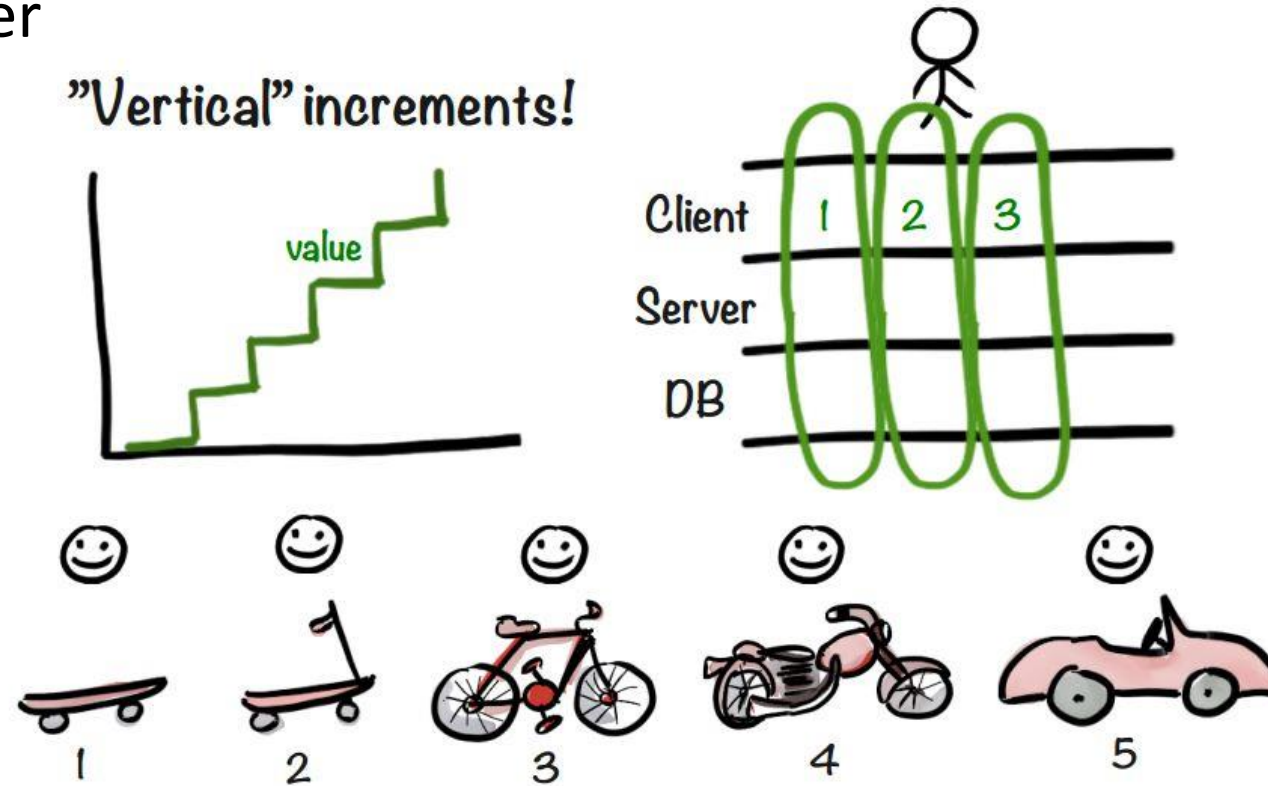 er
”Vertical” increments!
value
Client 1 2 3
Server
DB
1 2 3 4 5